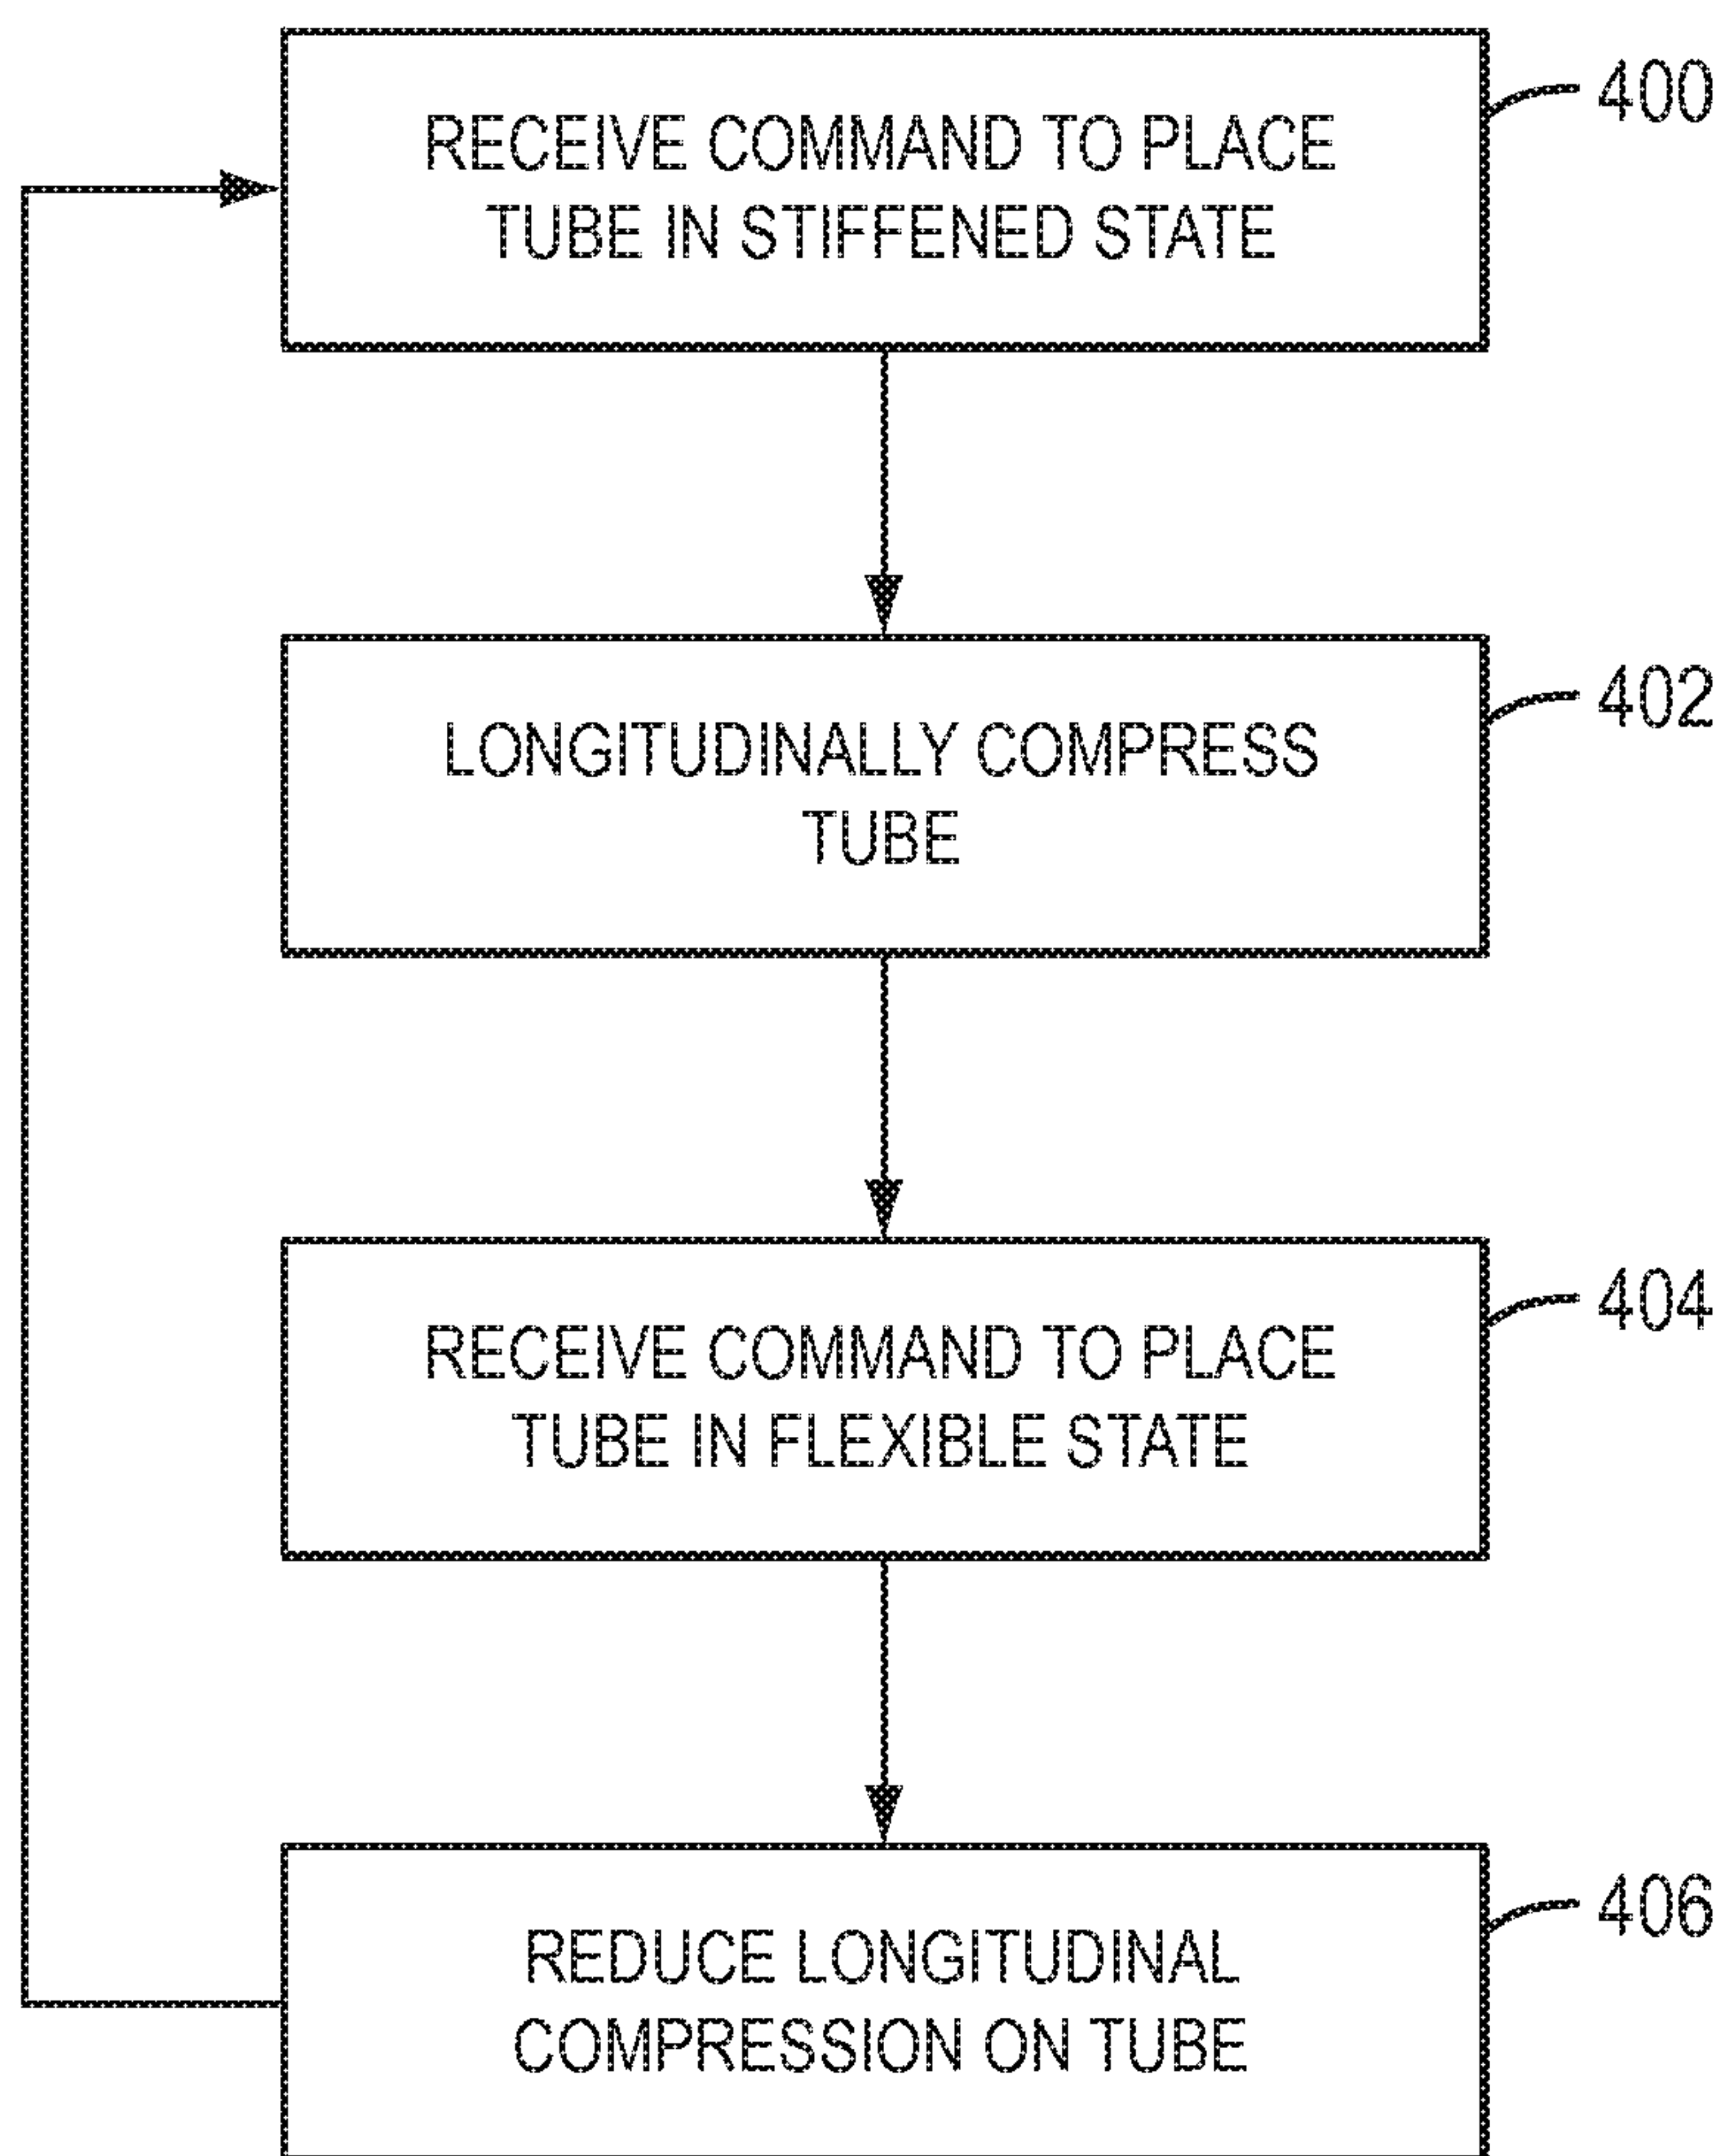 RECEIVE COMMAND TO PLACE
TUBE IN STIFFENED STATE
400
LONGITUDINALLY COMPRESS
TUBE
402
RECEIVE COMMAND TO PLACE
TUBE IN FLEXIBLE STATE
404
REDUCE LONGITUDINAL
COMPRESSION ON TUBE
406